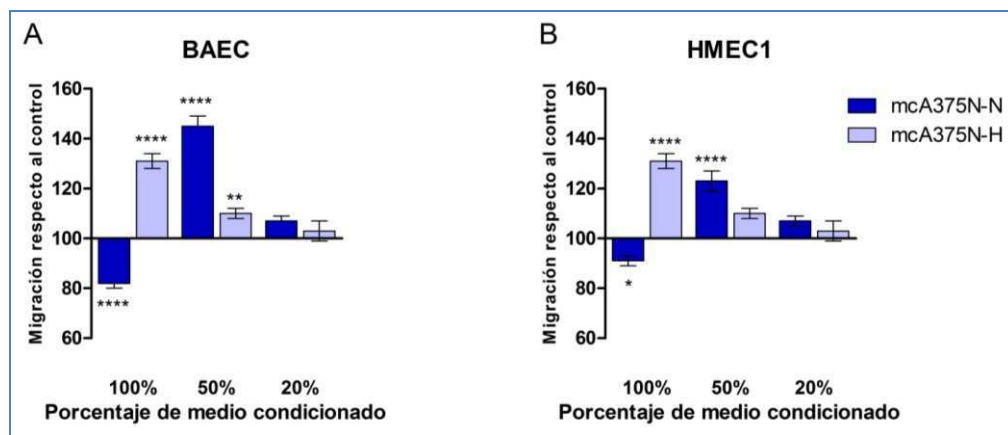 A
BAEC
Migración respecto al control
160
140
120
100
80
60
****
****
****
**
100%
50%
20%
Porcentaje de medio condicionado
B
HMEC1
Migración respecto al control
160
140
120
100
80
60
*
****
****
100%
50%
20%
Porcentaje de medio condicionado
mcA375N-N
mcA375N-H